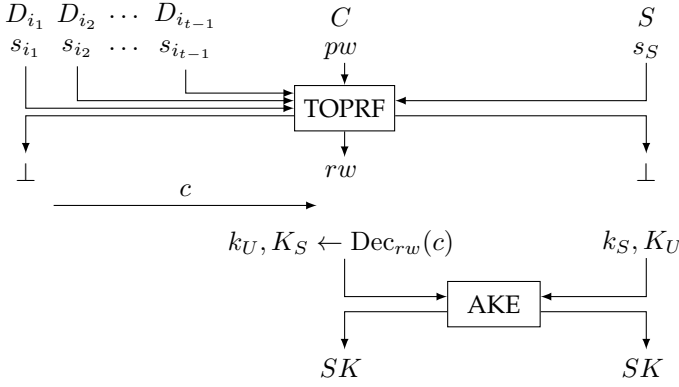 D_{i_1} D_{i_2} ⋯ D_{i_{t−1}} C S
s_{i_1} s_{i_2} ⋯ s_{i_{t−1}} pw s_S
TOPRF
⊥ rw ⊥
c
k_U, K_S ← Dec_{rw}(c) k_S, K_U
AKE
SK SK